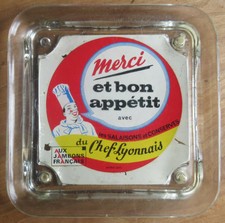 Merci
et bon
appétit
avec
les SALAISONS et CONSERVES
du Chef Lyonnais
AUX
JAMBONS
FRANÇAIS